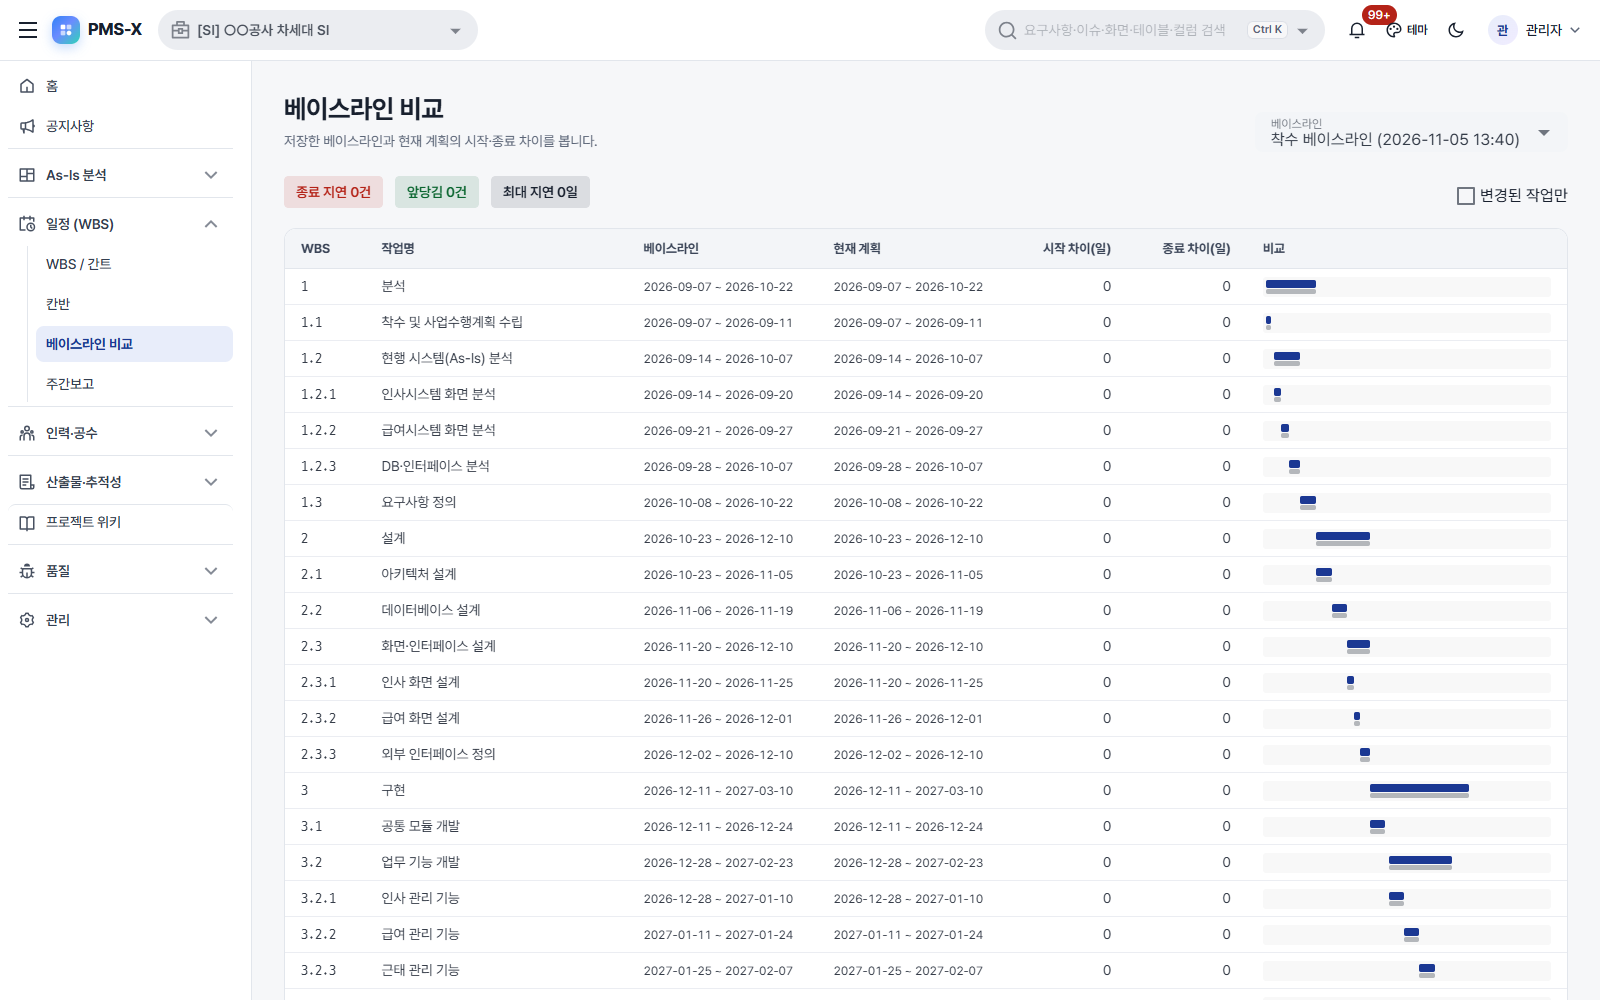 PMS-X
[SI] 〇〇공사 차세대 SI
요구사항·이슈·화면·테이블·컬럼 검색
Ctrl K
99+
테마
관
관리자
홈
공지사항
As-Is 분석
일정 (WBS)
WBS / 간트
칸반
베이스라인 비교
주간보고
인력·공수
산출물·추적성
프로젝트 위키
품질
관리
베이스라인 비교
저장한 베이스라인과 현재 계획의 시작·종료 차이를 봅니다.
베이스라인
착수 베이스라인 (2026-11-05 13:40)
종료 지연 0건
앞당김 0건
최대 지연 0일
변경된 작업만
WBS 작업명 베이스라인 현재 계획 시작 차이(일) 종료 차이(일) 비교
1 분석 2026-09-07 ~ 2026-10-22 2026-09-07 ~ 2026-10-22 0 0
1.1 착수 및 사업수행계획 수립 2026-09-07 ~ 2026-09-11 2026-09-07 ~ 2026-09-11 0 0
1.2 현행 시스템(As-Is) 분석 2026-09-14 ~ 2026-10-07 2026-09-14 ~ 2026-10-07 0 0
1.2.1 인사시스템 화면 분석 2026-09-14 ~ 2026-09-20 2026-09-14 ~ 2026-09-20 0 0
1.2.2 급여시스템 화면 분석 2026-09-21 ~ 2026-09-27 2026-09-21 ~ 2026-09-27 0 0
1.2.3 DB·인터페이스 분석 2026-09-28 ~ 2026-10-07 2026-09-28 ~ 2026-10-07 0 0
1.3 요구사항 정의 2026-10-08 ~ 2026-10-22 2026-10-08 ~ 2026-10-22 0 0
2 설계 2026-10-23 ~ 2026-12-10 2026-10-23 ~ 2026-12-10 0 0
2.1 아키텍처 설계 2026-10-23 ~ 2026-11-05 2026-10-23 ~ 2026-11-05 0 0
2.2 데이터베이스 설계 2026-11-06 ~ 2026-11-19 2026-11-06 ~ 2026-11-19 0 0
2.3 화면·인터페이스 설계 2026-11-20 ~ 2026-12-10 2026-11-20 ~ 2026-12-10 0 0
2.3.1 인사 화면 설계 2026-11-20 ~ 2026-11-25 2026-11-20 ~ 2026-11-25 0 0
2.3.2 급여 화면 설계 2026-11-26 ~ 2026-12-01 2026-11-26 ~ 2026-12-01 0 0
2.3.3 외부 인터페이스 정의 2026-12-02 ~ 2026-12-10 2026-12-02 ~ 2026-12-10 0 0
3 구현 2026-12-11 ~ 2027-03-10 2026-12-11 ~ 2027-03-10 0 0
3.1 공통 모듈 개발 2026-12-11 ~ 2026-12-24 2026-12-11 ~ 2026-12-24 0 0
3.2 업무 기능 개발 2026-12-28 ~ 2027-02-23 2026-12-28 ~ 2027-02-23 0 0
3.2.1 인사 관리 기능 2026-12-28 ~ 2027-01-10 2026-12-28 ~ 2027-01-10 0 0
3.2.2 급여 관리 기능 2027-01-11 ~ 2027-01-24 2027-01-11 ~ 2027-01-24 0 0
3.2.3 근태 관리 기능 2027-01-25 ~ 2027-02-07 2027-01-25 ~ 2027-02-07 0 0